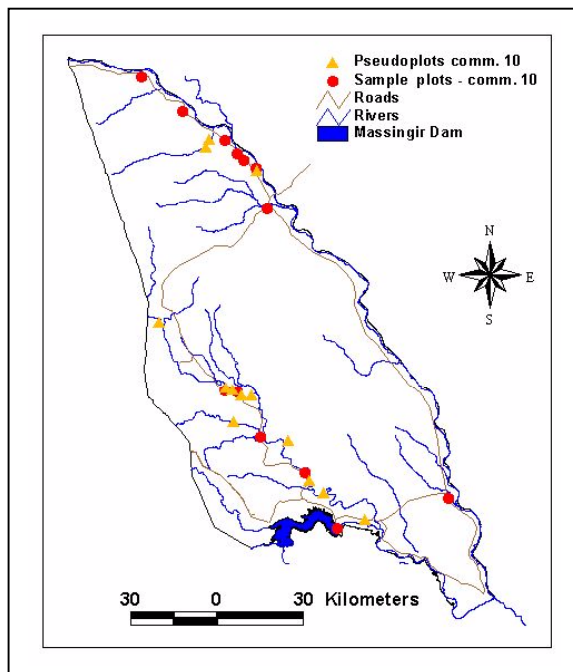 Pseudoplots comm. 10
Sample plots - comm. 10
Roads
Rivers
Massingir Dam
N
W E
S
30 0 30 Kilometers